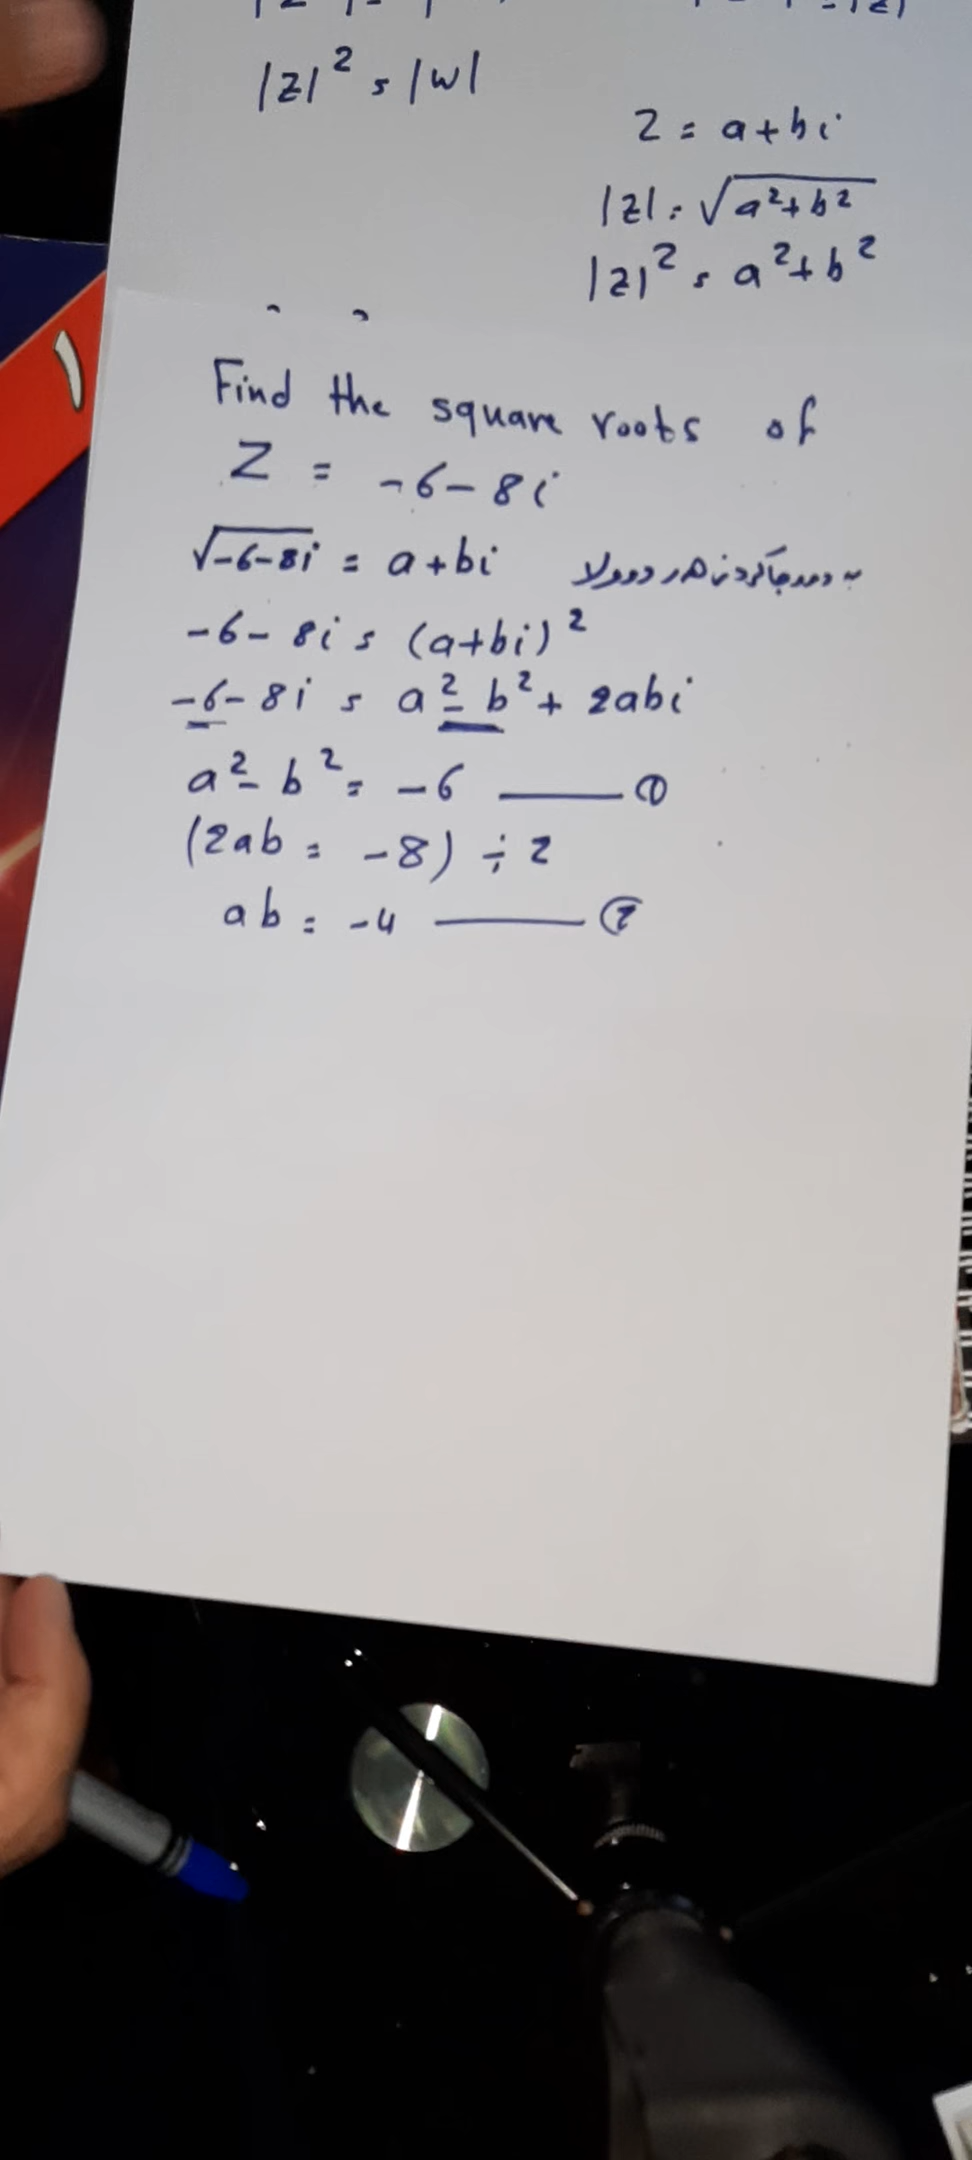 |z|² = |w|
z = a+bi
|z| = √a²+b²
|z|² = a²+b²
Find the square roots of
Z = -6-8i
√-6-8i = a+bi
-6-8i = (a+bi)²
-6-8i = a²-b²+2abi
a²-b² = -6 —— ①
(2ab = -8) ÷ 2
ab = -4 —— ②